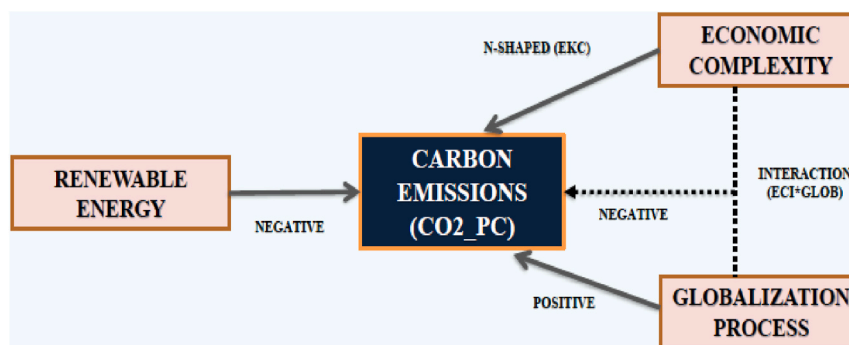 ECONOMIC
COMPLEXITY
N-SHAPED (EKC)
CARBON
EMISSIONS
(CO2_PC)
RENEWABLE
ENERGY
NEGATIVE
INTERACTION
(ECI*GLOB)
NEGATIVE
POSITIVE
GLOBALIZATION
PROCESS